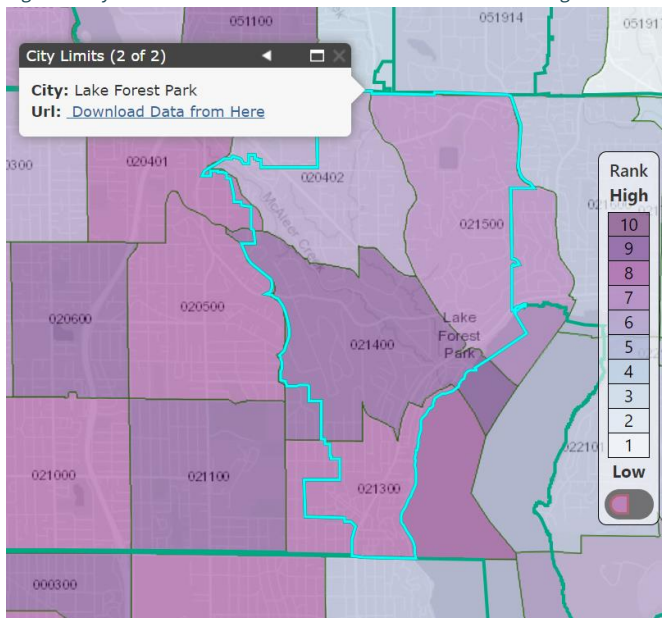 051100
051914
City Limits (2 of 2)
City: Lake Forest Park
Url: Download Data from Here
020401
020402
McAleer Creek
021500
020500
020600
021400
Lake
Forest
Park
021000
021100
021300
000300
Rank
High
10
9
8
7
6
5
4
3
2
1
Low